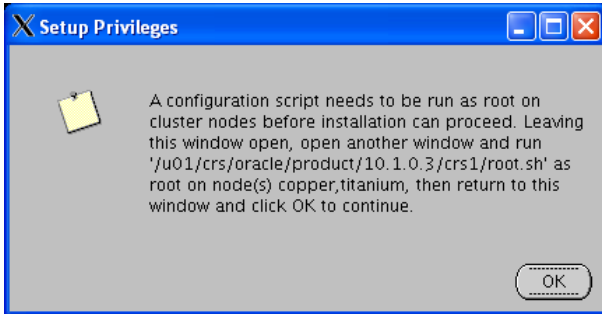 Setup Privileges
A configuration script needs to be run as root on
cluster nodes before installation can proceed. Leaving
this window open, open another window and run
'/u01/crs/oracle/product/10.1.0.3/crs1/root.sh' as
root on node(s) copper,titanium, then return to this
window and click OK to continue.
OK